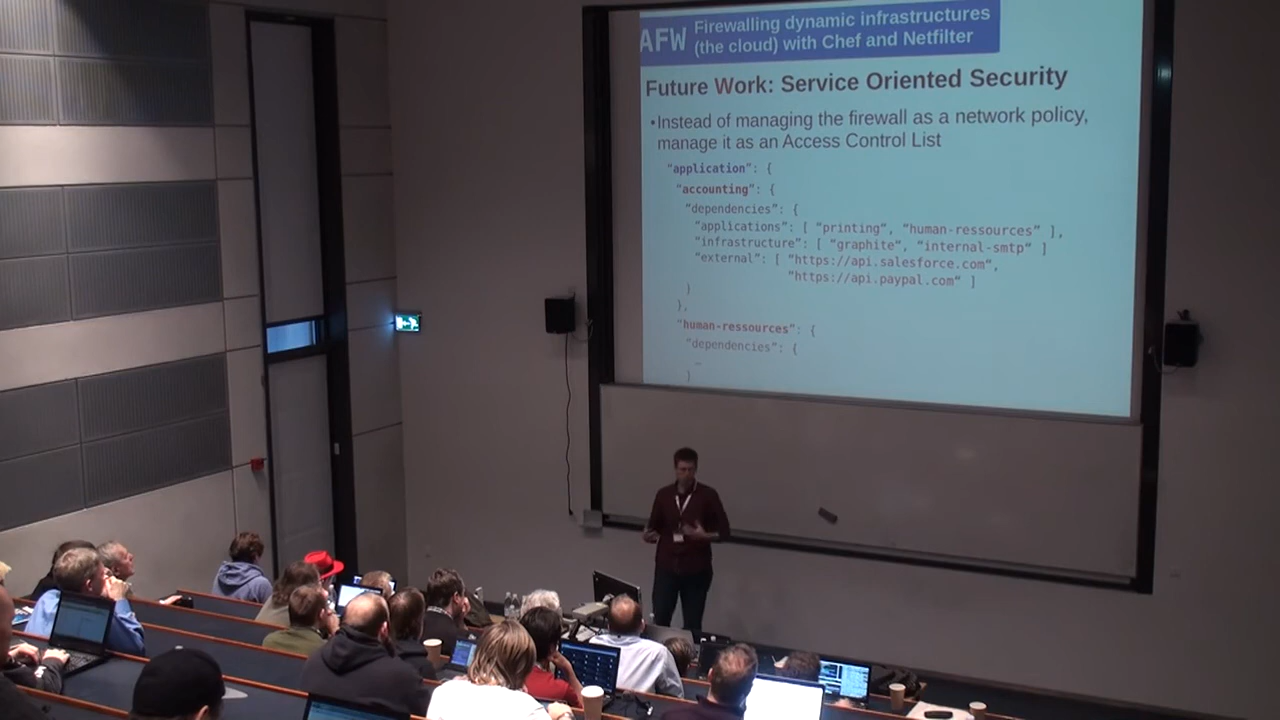 AFW
Firewalling dynamic infrastructures
(the cloud) with Chef and Netfilter
Future Work: Service Oriented Security
•Instead of managing the firewall as a network policy,
manage it as an Access Control List
"application": {
"accounting": {
"dependencies": {
"applications": [ "printing", "human-ressources" ],
"infrastructure": [ "graphite", "internal-smtp" ]
"external": [ "https://api.salesforce.com",
"https://api.paypal.com" ]
}
},
"human-ressources": {
"dependencies": {
…
}